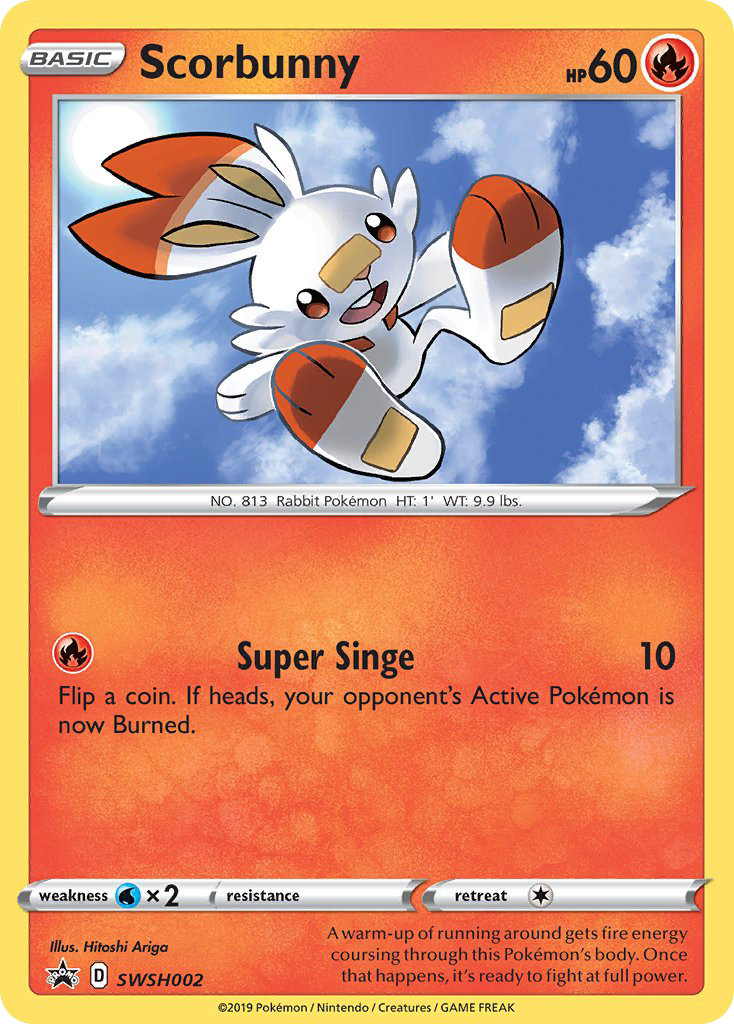 BASIC Scorbunny HP60
NO. 813 Rabbit Pokémon HT: 1' WT: 9.9 lbs.
Super Singe 10
Flip a coin. If heads, your opponent's Active Pokémon is
now Burned.
weakness ×2 resistance retreat
Illus. Hitoshi Ariga
A warm-up of running around gets fire energy
coursing through this Pokémon's body. Once
that happens, it's ready to fight at full power.
PROMO D SWSH002
©2019 Pokémon / Nintendo / Creatures / GAME FREAK